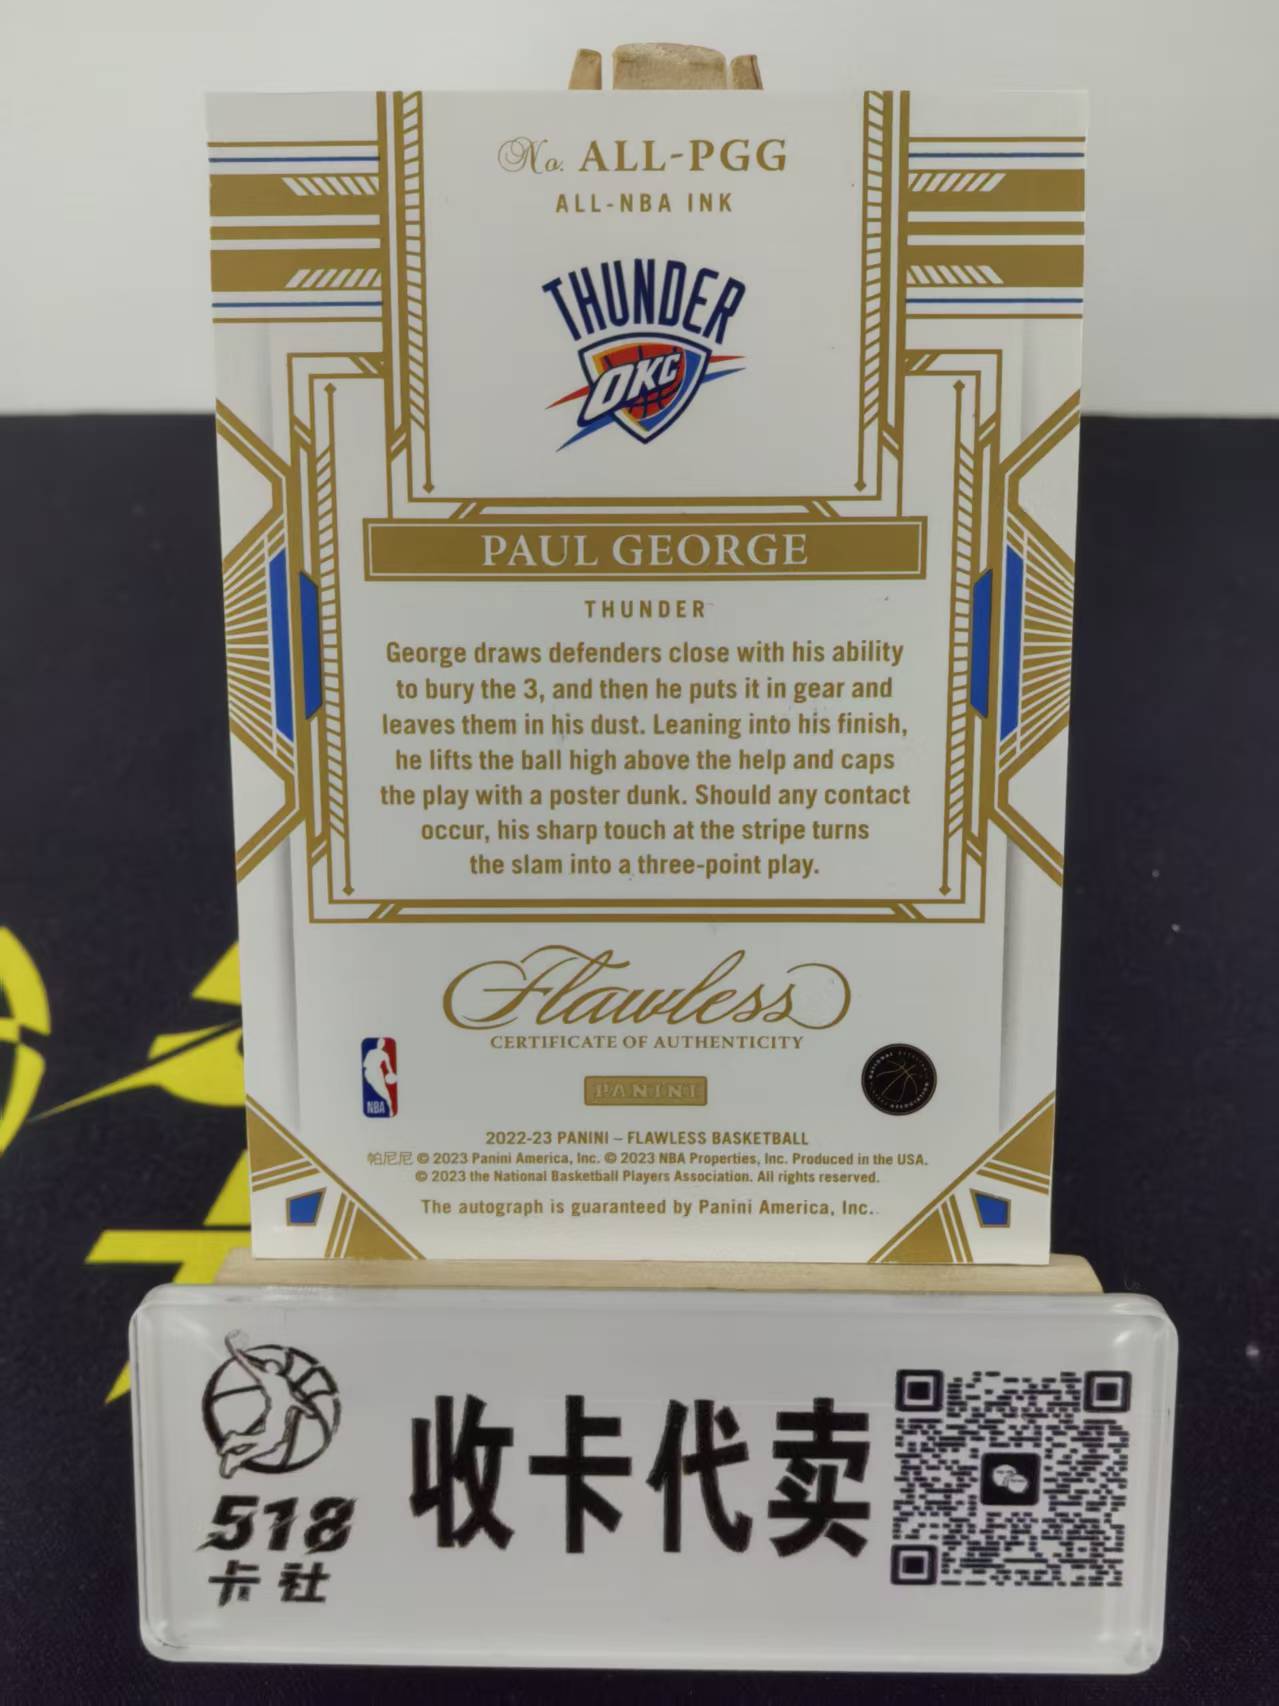 No. ALL-PGG
ALL-NBA INK
THUNDER
OKC
PAUL GEORGE
THUNDER
George draws defenders close with his ability
to bury the 3, and then he puts it in gear and
leaves them in his dust. Leaning into his finish,
he lifts the ball high above the help and caps
the play with a poster dunk. Should any contact
occur, his sharp touch at the stripe turns
the slam into a three-point play.
Flawless
CERTIFICATE OF AUTHENTICITY
NBA
PANINI
2022-23 PANINI – FLAWLESS BASKETBALL
帕尼尼 © 2023 Panini America, Inc. © 2023 NBA Properties, Inc. Produced in the USA.
© 2023 the National Basketball Players Association. All rights reserved.
The autograph is guaranteed by Panini America, Inc.
518
卡社
收卡代卖